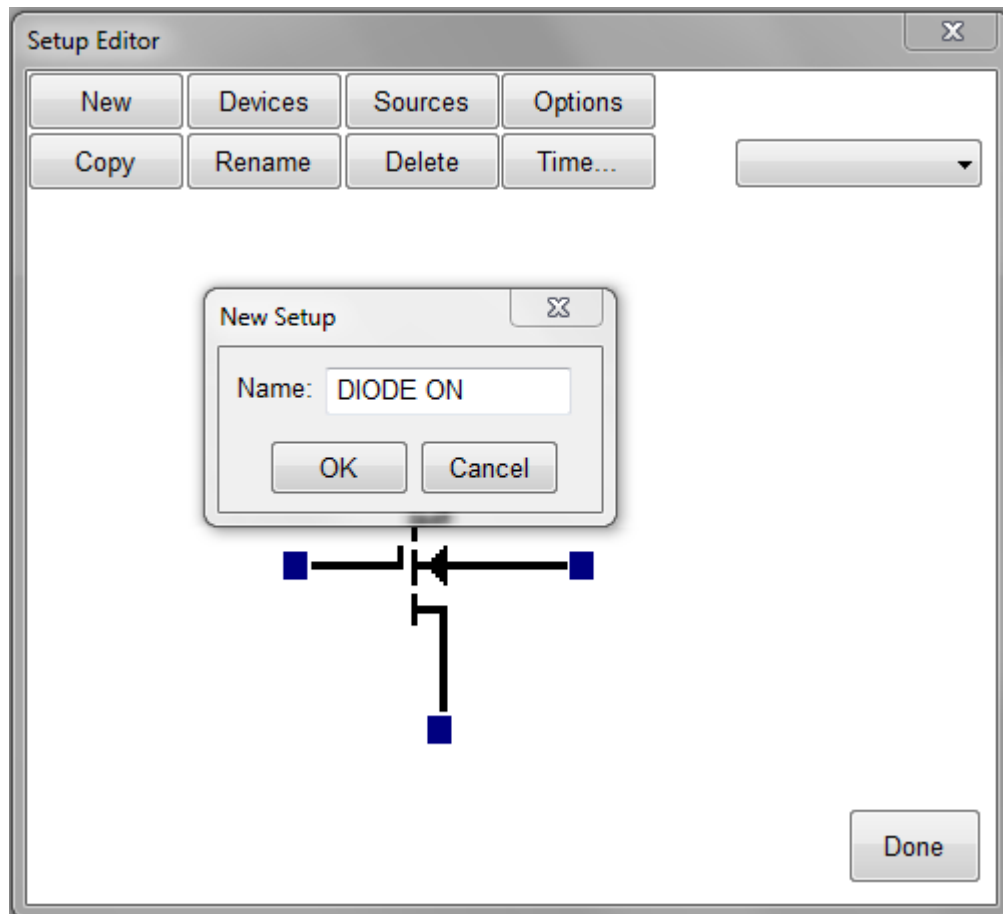 Setup Editor
New Devices Sources Options
Copy Rename Delete Time...
New Setup
Name: DIODE ON
OK Cancel
Done